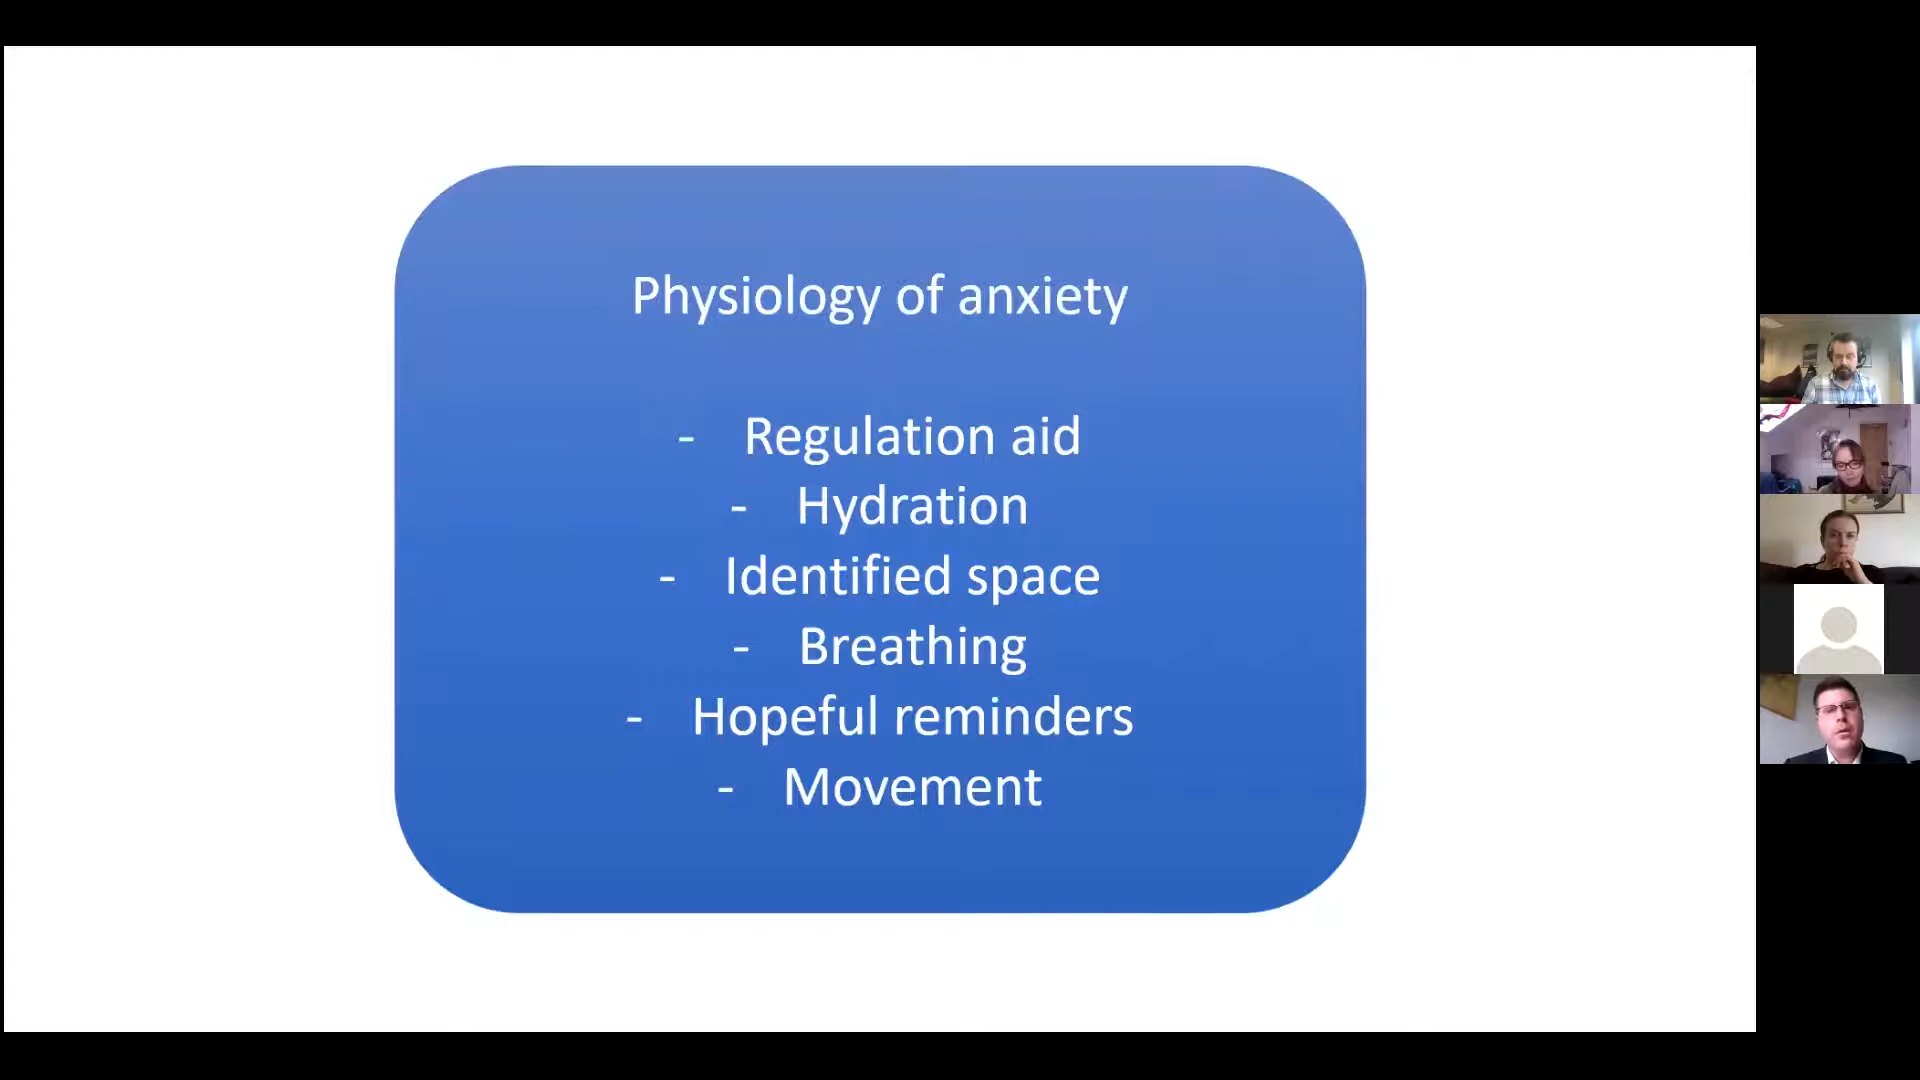 Physiology of anxiety
- Regulation aid
- Hydration
- Identified space
- Breathing
- Hopeful reminders
- Movement